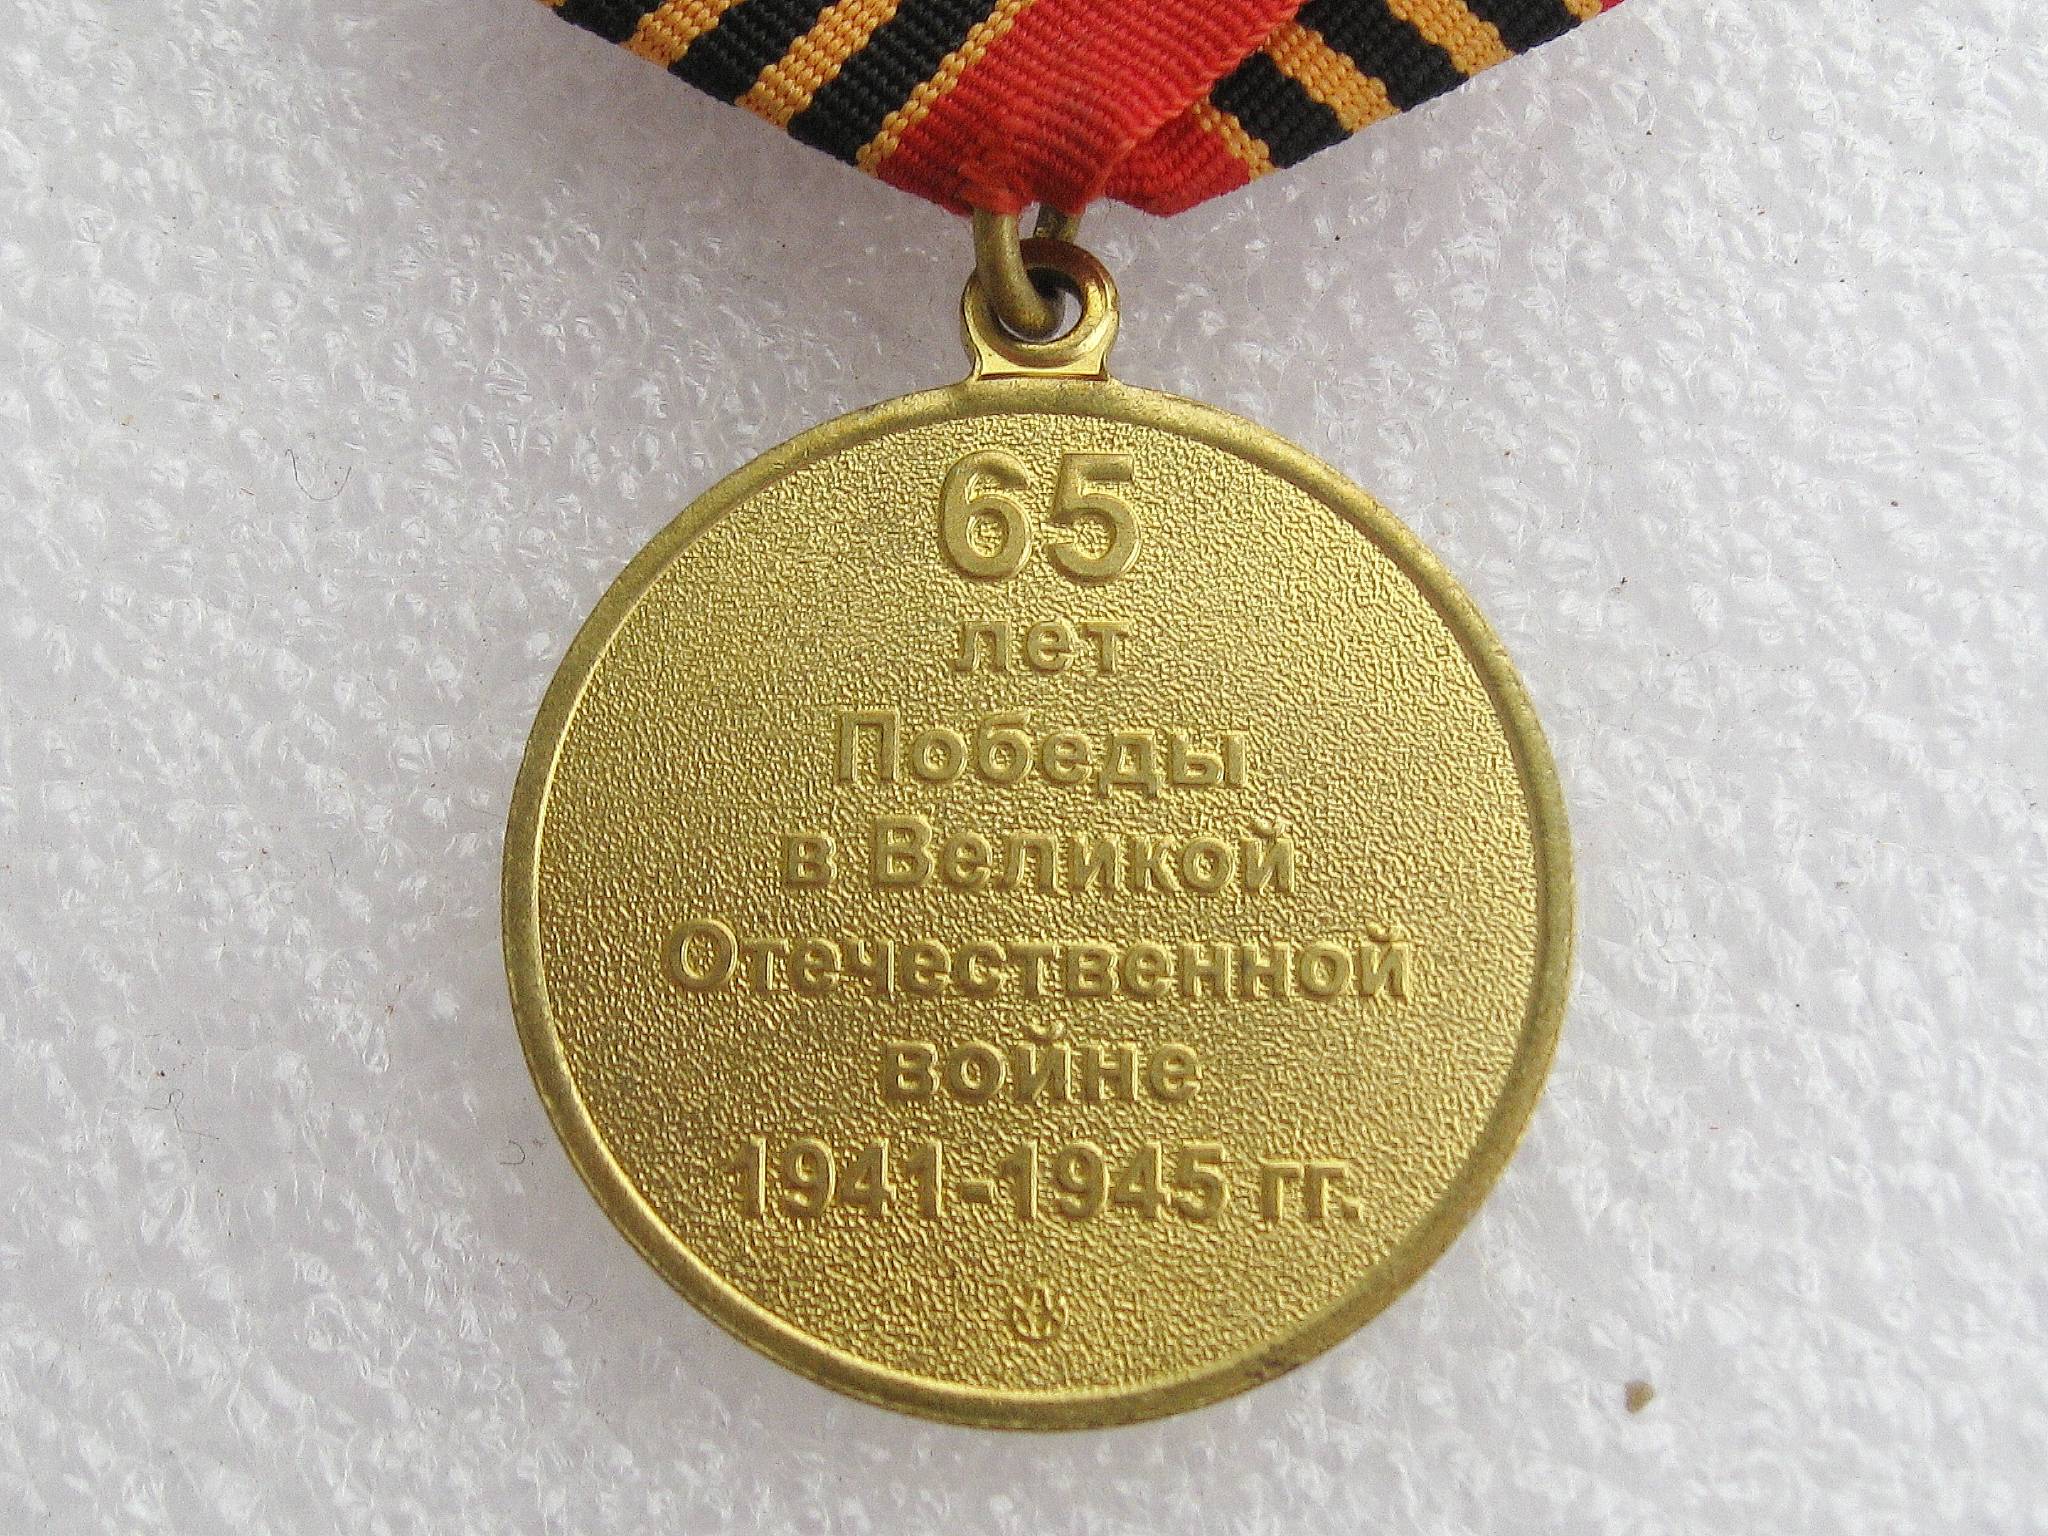 65
лет
Победы
в Великой
Отечественной
войне
1941-1945 гг.